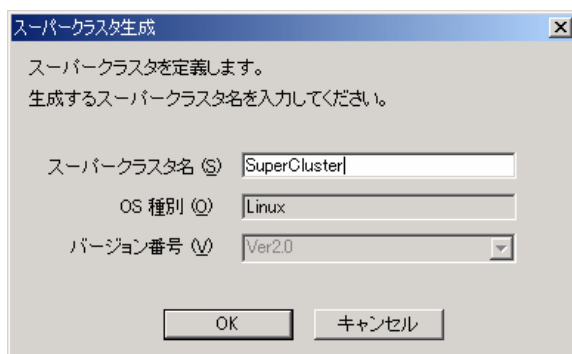 スーパークラスタ生成
スーパークラスタを定義します。
生成するスーパークラスタ名を入力してください。
スーパークラスタ名 (S) SuperCluster
OS 種別 (O) Linux
バージョン番号 (V) Ver2.0
OK キャンセル